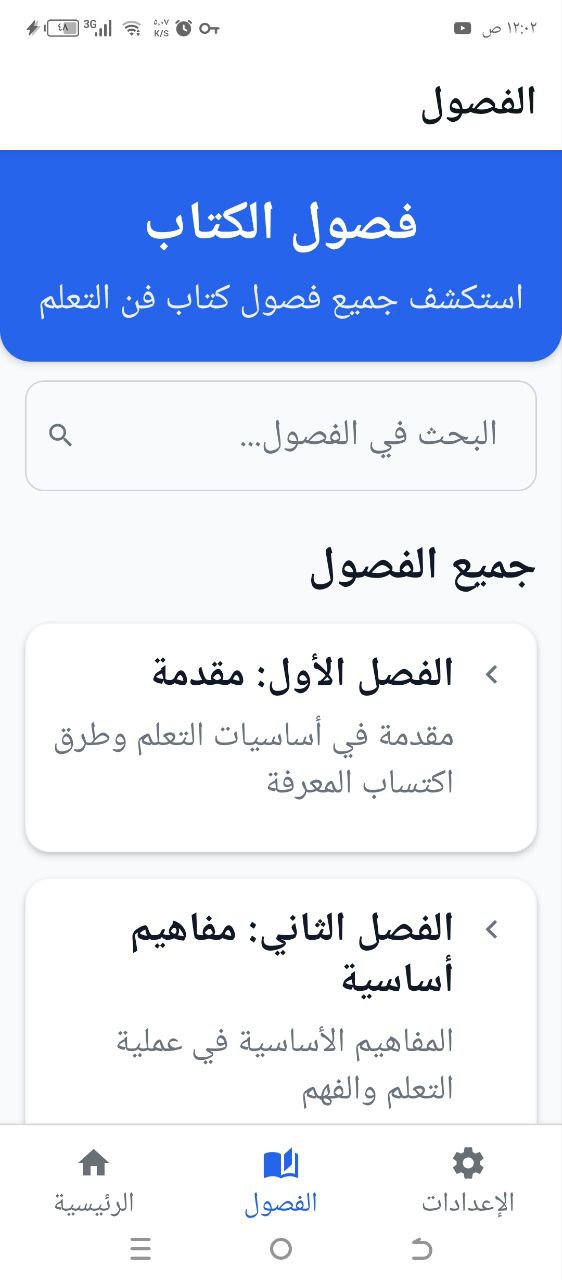 ١٢:٠٢ ص
٥.٠٧ K/S
3G
٤٨
الفصول
فصول الكتاب
استكشف جميع فصول كتاب فن التعلم
البحث في الفصول...
جميع الفصول
الفصل الأول: مقدمة
مقدمة في أساسيات التعلم وطرق
اكتساب المعرفة
الفصل الثاني: مفاهيم
أساسية
المفاهيم الأساسية في عملية
التعلم والفهم
الإعدادات
الفصول
الرئيسية